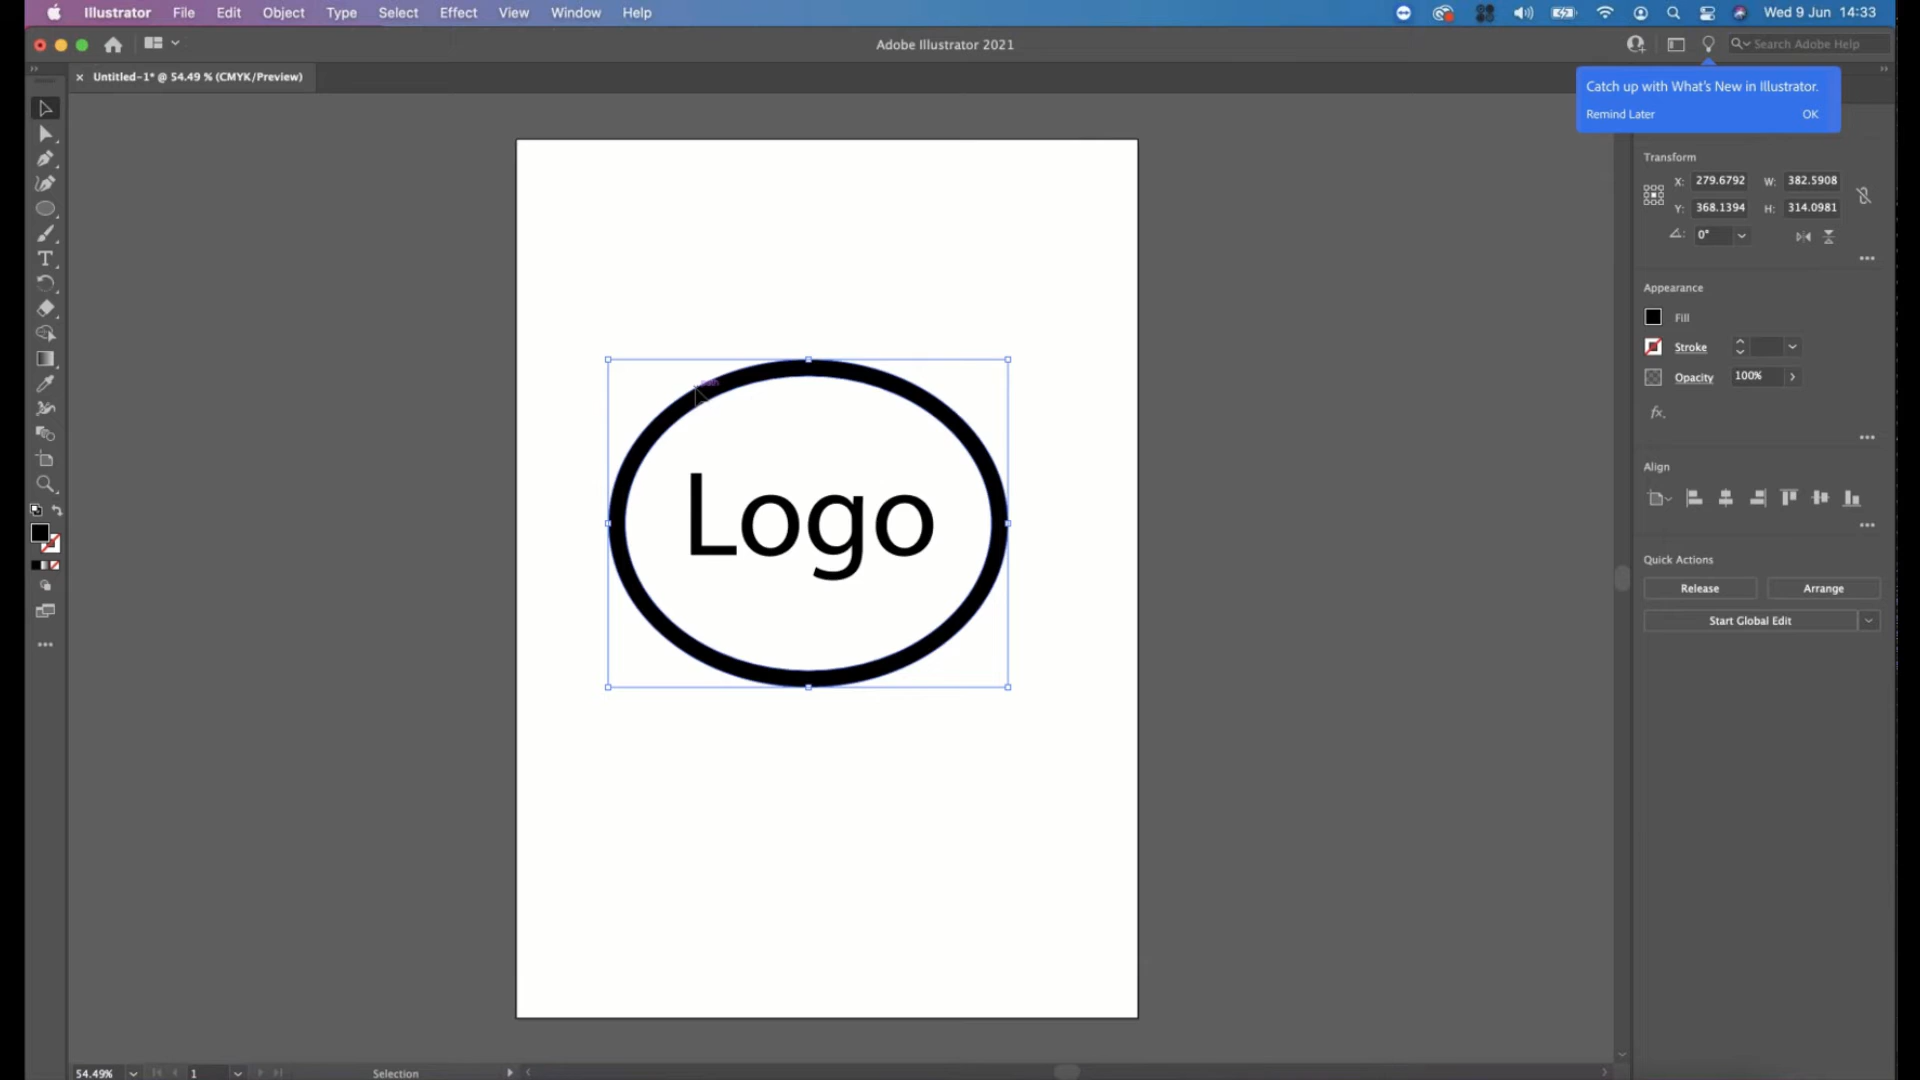 Illustrator File Edit Object Type Select Effect View Window Help Wed 9 Jun 14:33
Adobe Illustrator 2021 Search Adobe Help
× Untitled-1* @ 54.49 % (CMYK/Preview)
Catch up with What's New in Illustrator.
Remind Later OK
Transform
X: 279.6792 W: 382.5908
Y: 368.1394 H: 314.0981
0°
Appearance
Fill
Stroke
Opacity 100%
fx.
path
Logo
Align
Quick Actions
Release Arrange
Start Global Edit
54.49% 1 Selection